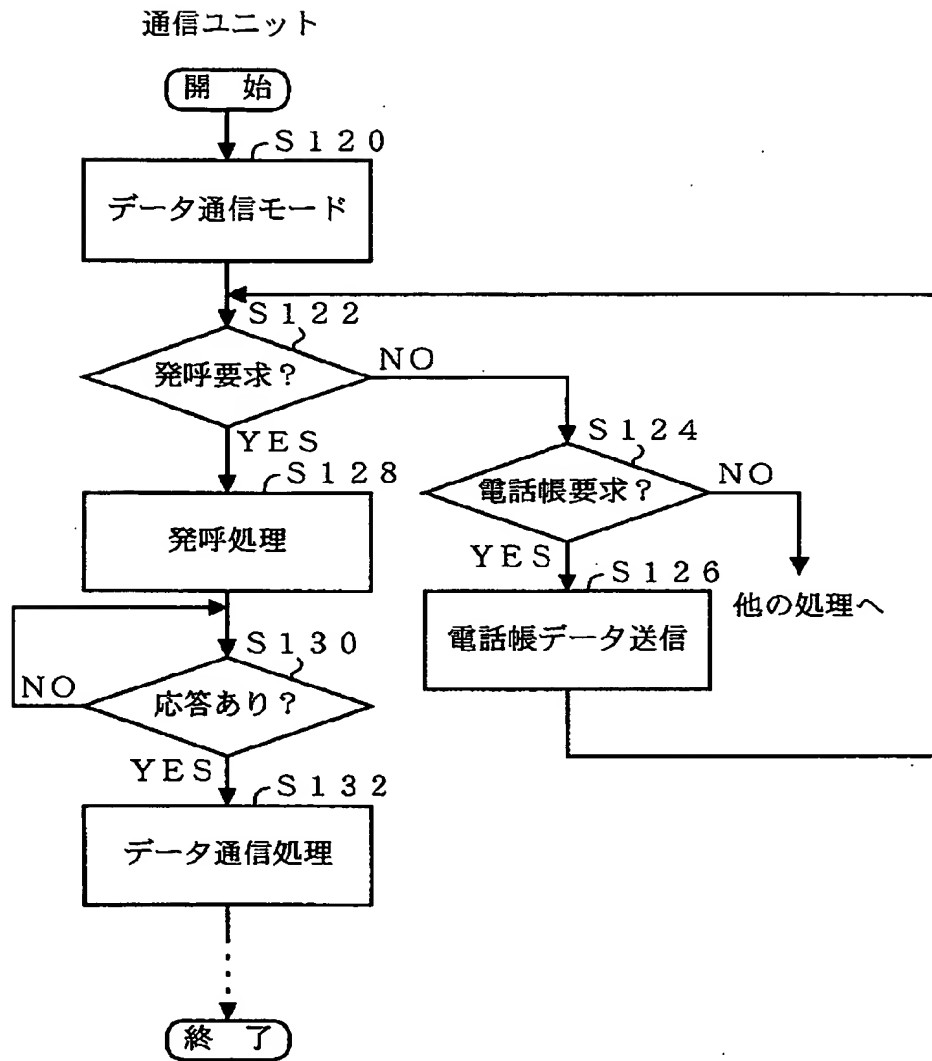 通信ユニット
開 始
S120
データ通信モード
S122
発呼要求?
NO
YES
S124
電話帳要求?
NO
YES
S128
発呼処理
S126
電話帳データ送信
他の処理へ
S130
応答あり?
NO
YES
S132
データ通信処理
終 了